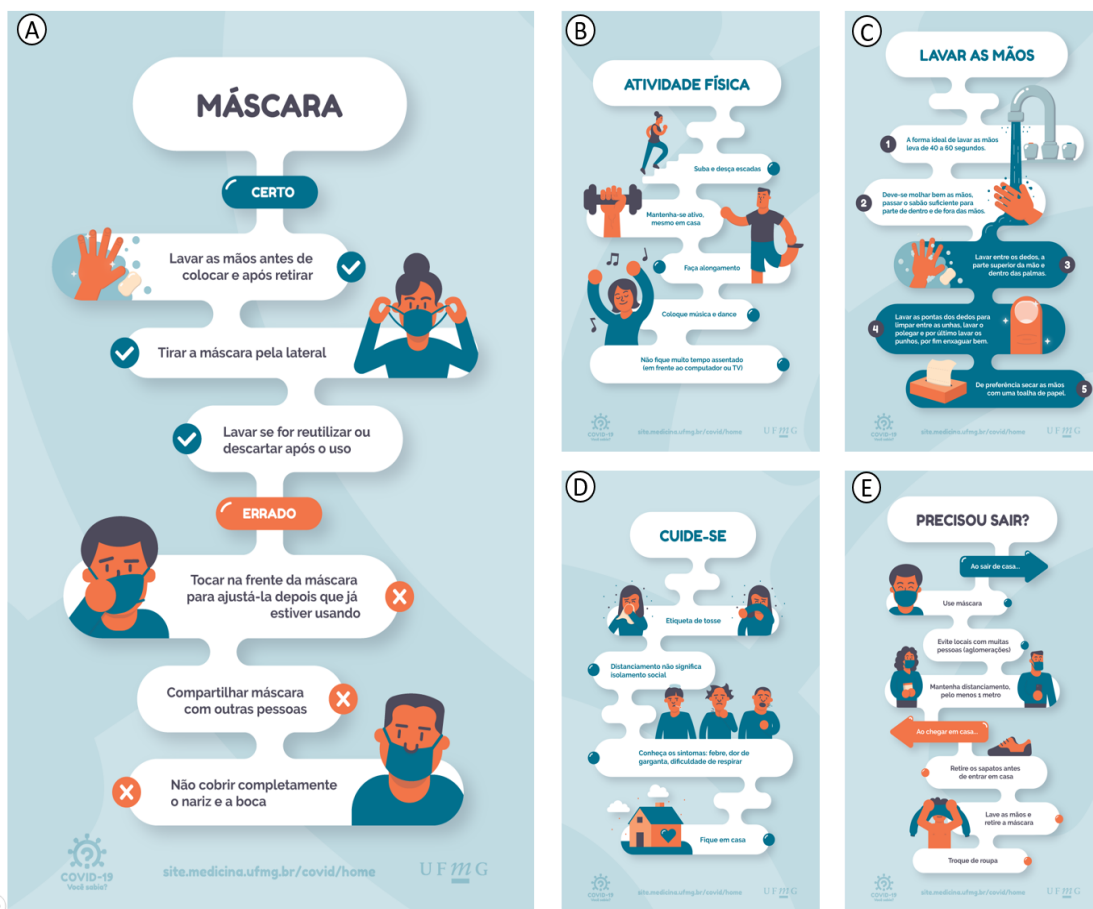 A
MÁSCARA
CERTO
Lavar as mãos antes de
colocar e após retirar
Tirar a máscara pela lateral
Lavar se for reutilizar ou
descartar após o uso
ERRADO
Tocar na frente da máscara
para ajustá-la depois que já
estiver usando
Compartilhar máscara
com outras pessoas
Não cobrir completamente
o nariz e a boca
COVID-19
Você sabia?
site.medicina.ufmg.br/covid/home
UFmG
B
ATIVIDADE FÍSICA
Suba e desça escadas
Mantenha-se ativo,
mesmo em casa
Faça alongamento
Coloque música e dance
Não fique muito tempo assentado
(em frente ao computador ou TV)
COVID-19
site.medicina.ufmg.br/covid/home
UFmG
C
LAVAR AS MÃOS
1
A forma ideal de lavar as mãos
leva de 40 a 60 segundos.
2
Deve-se molhar bem as mãos,
passar o sabão suficiente para
parte de dentro e de fora das mãos.
Lavar entre os dedos, a
parte superior da mão e
dentro das palmas.
3
4
Lavar as pontas dos dedos para
limpar entre as unhas, lavar o
polegar e por último lavar os
punhos, por fim enxaguar bem.
De preferência secar as mãos
com uma toalha de papel.
5
COVID-19
site.medicina.ufmg.br/covid/home
UFmG
D
CUIDE-SE
Etiqueta de tosse
Distanciamento não significa
isolamento social
Conheça os sintomas: febre, dor de
garganta, dificuldade de respirar
Fique em casa
COVID-19
site.medicina.ufmg.br/covid/home
UFmG
E
PRECISOU SAIR?
Ao sair de casa...
Use máscara
Evite locais com muitas
pessoas (aglomerações)
Mantenha distanciamento,
pelo menos 1 metro
Ao chegar em casa...
Retire os sapatos antes
de entrar em casa
Lave as mãos e
retire a máscara
Troque de roupa
COVID-19
site.medicina.ufmg.br/covid/home
UFmG